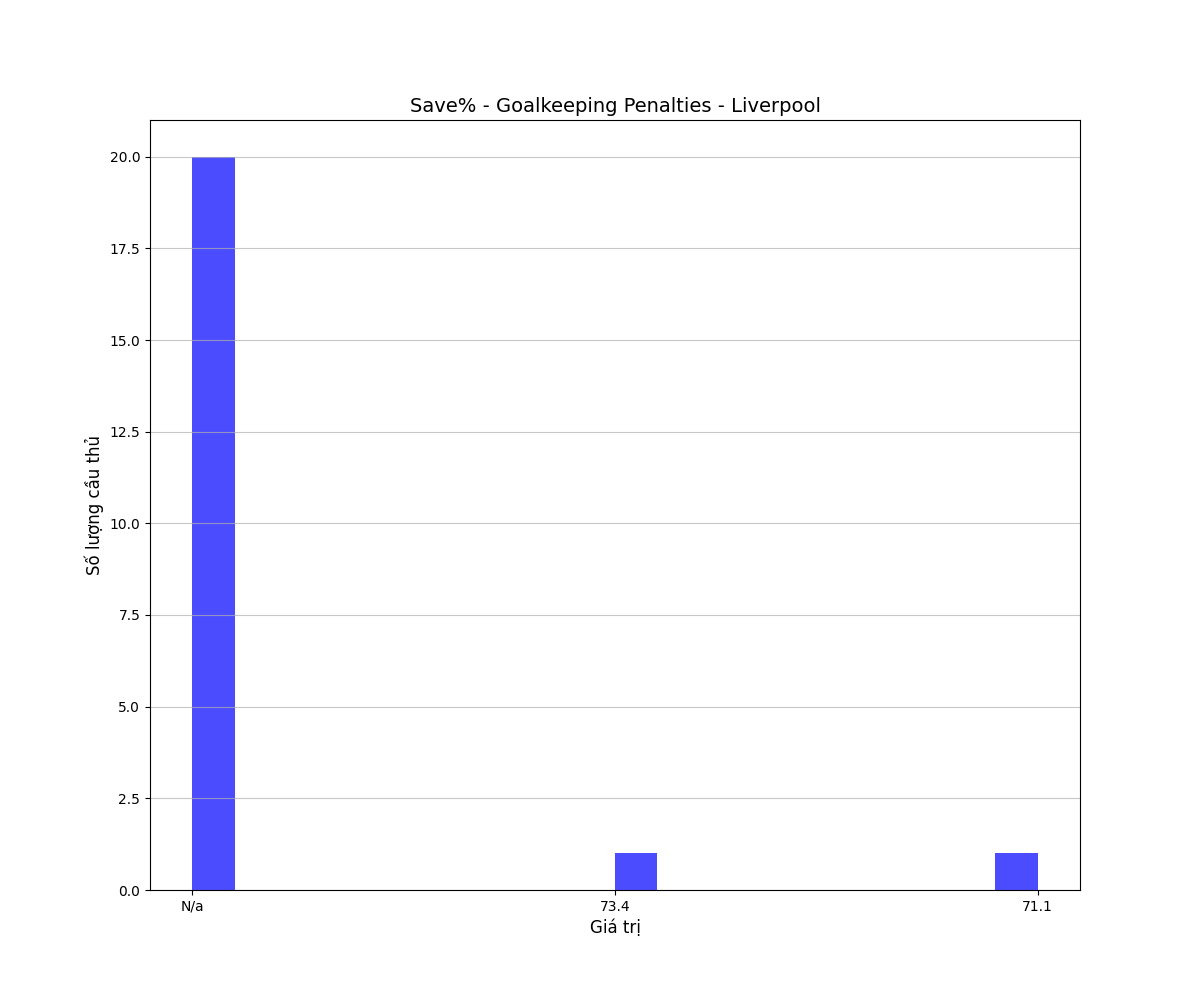 Save% - Goalkeeping Penalties - Liverpool
20.0
17.5
15.0
12.5
10.0
7.5
5.0
2.5
0.0
Số lượng cầu thủ
N/a 73.4 71.1
Giá trị